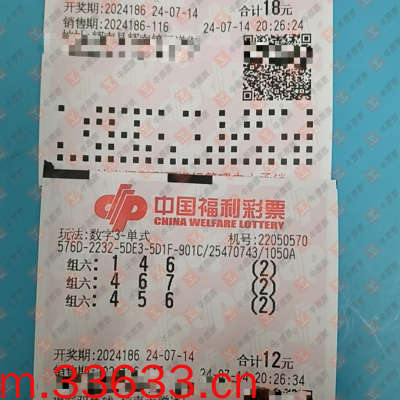 开奖期:2024186 24-07-14 合计18元
销售期:2024186-116 24-07-14 20:26:24
中国福利彩票
CHINA WELFARE LOTTERY
玩法:数字3-单式 机号:22050570
576D-2232-5DE3-5D1F-901C/25470743/1050A
组六: 1 4 6 (2)
组六: 4 6 7 (2)
组六: 4 5 6 (2)
开奖期:2024186 24-07-14 合计12元
20:26:34
m.33633.cn